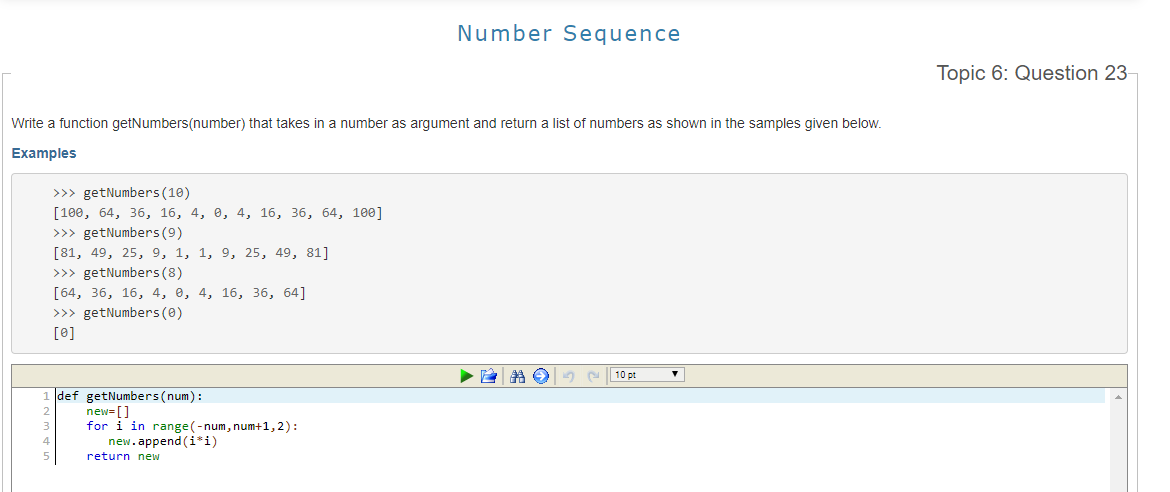 Number Sequence
Topic 6: Question 23
Write a function getNumbers(number) that takes in a number as argument and return a list of numbers as shown in the samples given below.
Examples
>>> getNumbers(10)
[100, 64, 36, 16, 4, 0, 4, 16, 36, 64, 100]
>>> getNumbers(9)
[81, 49, 25, 9, 1, 1, 9, 25, 49, 81]
>>> getNumbers(8)
[64, 36, 16, 4, 0, 4, 16, 36, 64]
>>> getNumbers(0)
[0]
10 pt
1 def getNumbers(num):
2 new=[]
3 for i in range(-num,num+1,2):
4 new.append(i*i)
5 return new